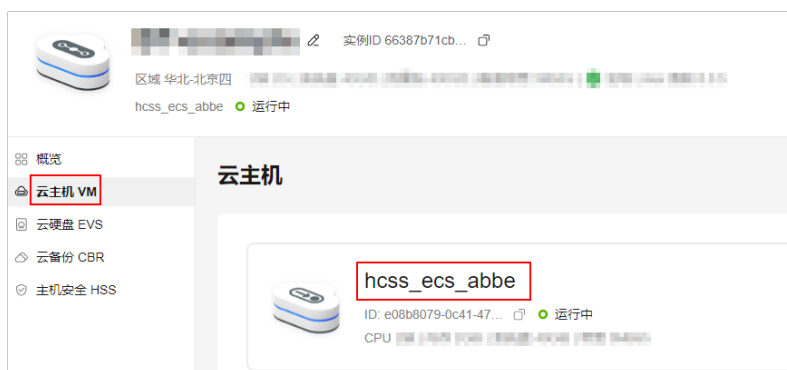 实例ID 66387b71cb...
区域 华北-北京四
hcss_ecs_abbe 运行中
概览
云主机 VM
云硬盘 EVS
云备份 CBR
主机安全 HSS
云主机
hcss_ecs_abbe
ID: e08b8079-0c41-47... 运行中
CPU